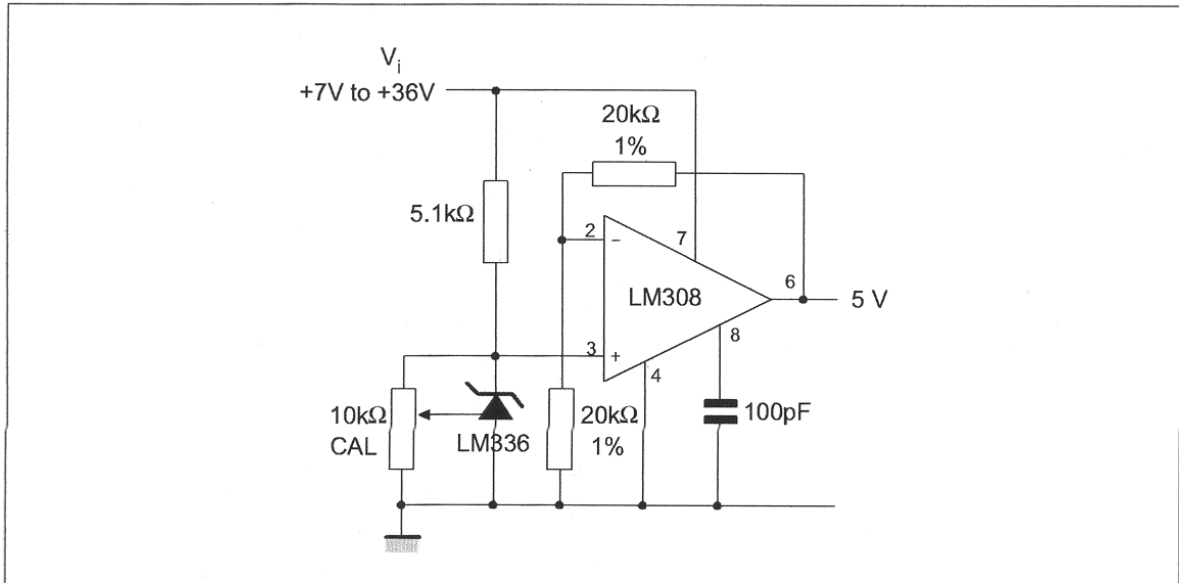 Vi
+7V to +36V
20kΩ
1%
5.1kΩ
2
−
7
LM308
6
5 V
3
+
8
4
10kΩ
CAL
LM336
20kΩ
1%
100pF